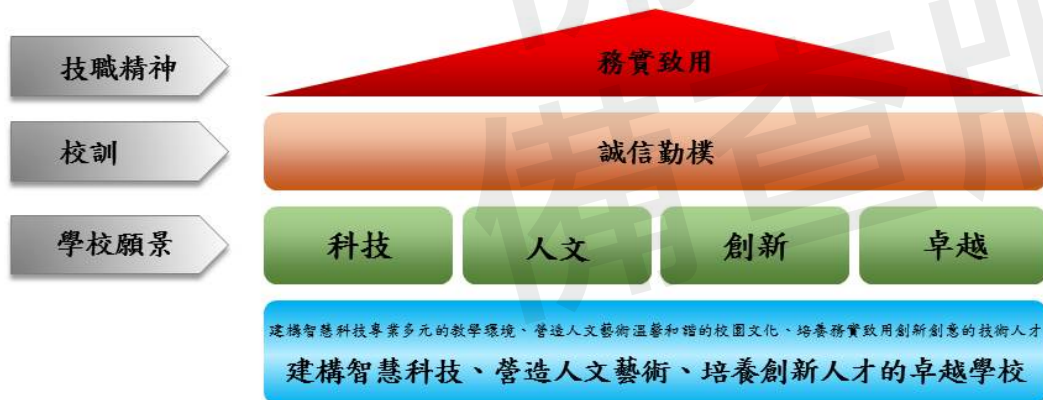 技職精神
務實致用
校訓
誠信勤樸
學校願景
科技
人文
創新
卓越
建構智慧科技專業多元的教學環境、營造人文藝術溫馨和諧的校園文化、培養務實致用創新創意的技術人才
建構智慧科技、營造人文藝術、培養創新人才的卓越學校
備查